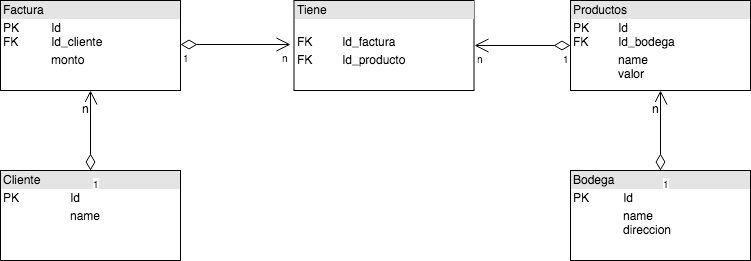 Factura
PK Id
FK Id_cliente
monto
1
n
Tiene
FK Id_factura
FK Id_producto
n
1
Productos
PK Id
FK Id_bodega
name
valor
n
n
Cliente
1
PK Id
name
Bodega
1
PK Id
name
direccion